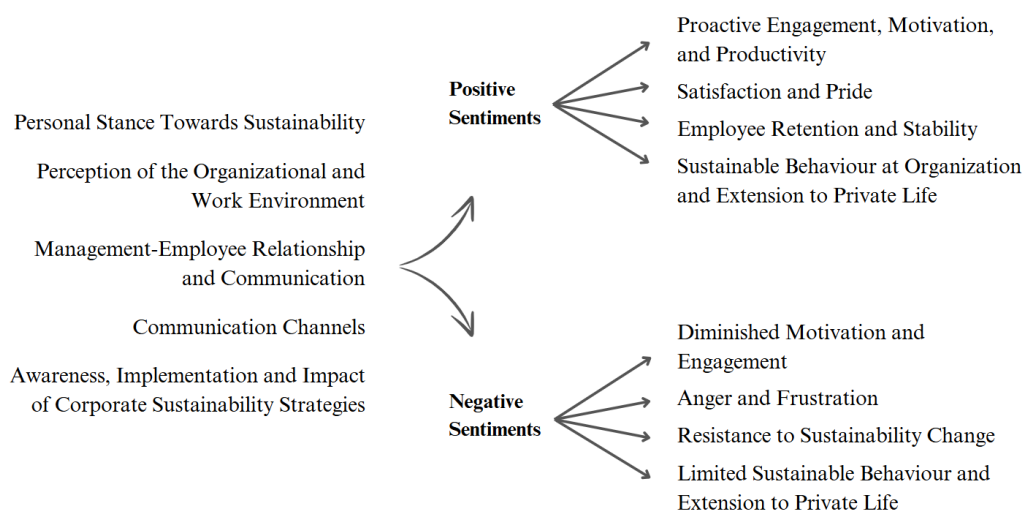 Personal Stance Towards Sustainability
Perception of the Organizational and
Work Environment
Management-Employee Relationship
and Communication
Communication Channels
Awareness, Implementation and Impact
of Corporate Sustainability Strategies
Positive
Sentiments
Proactive Engagement, Motivation,
and Productivity
Satisfaction and Pride
Employee Retention and Stability
Sustainable Behaviour at Organization
and Extension to Private Life
Negative
Sentiments
Diminished Motivation and
Engagement
Anger and Frustration
Resistance to Sustainability Change
Limited Sustainable Behaviour and
Extension to Private Life